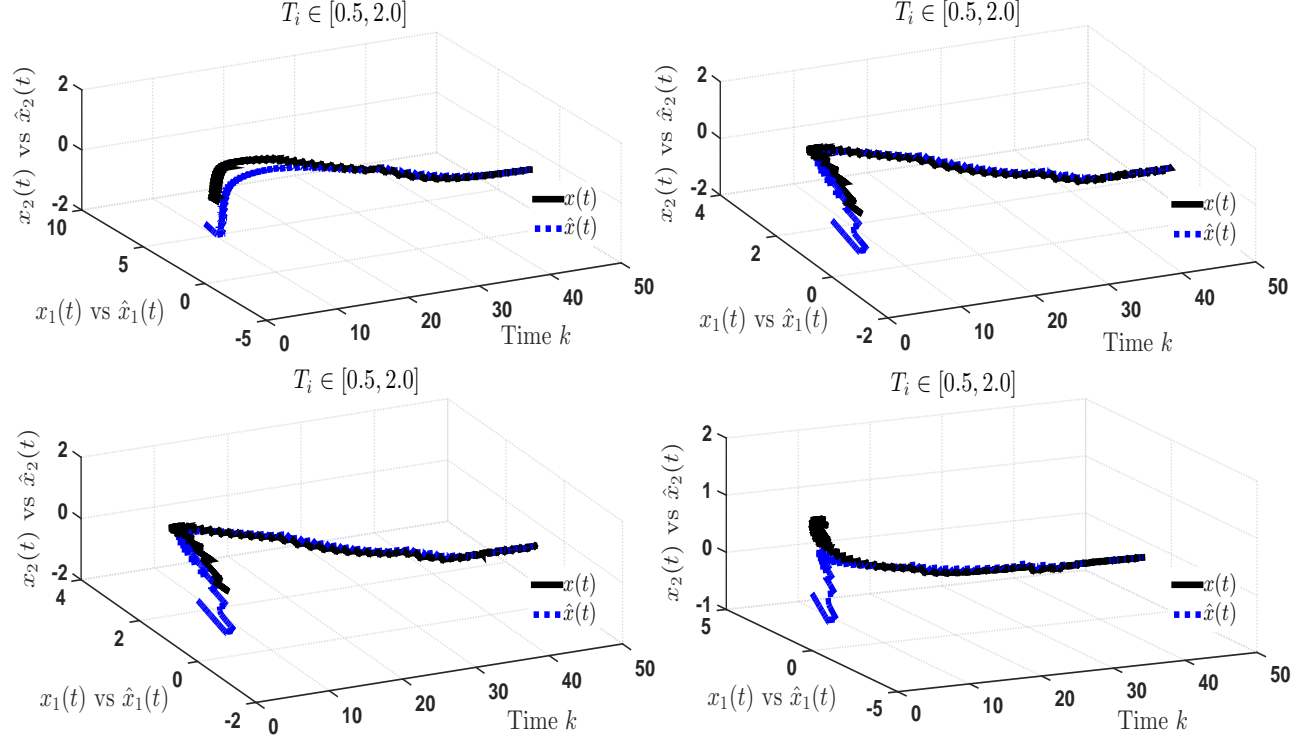 T_i ∈ [0.5, 2.0]
x_2(t) vs x̂_2(t)
2
0
-2
10
5
0
-5
x_1(t) vs x̂_1(t)
0
10
20
30
40
50
Time k
x(t)
x̂(t)
T_i ∈ [0.5, 2.0]
x_2(t) vs x̂_2(t)
2
0
-2
4
2
0
-2
x_1(t) vs x̂_1(t)
0
10
20
30
40
50
Time k
x(t)
x̂(t)
T_i ∈ [0.5, 2.0]
x_2(t) vs x̂_2(t)
2
0
-2
4
2
0
-2
x_1(t) vs x̂_1(t)
0
10
20
30
40
50
Time k
x(t)
x̂(t)
T_i ∈ [0.5, 2.0]
x_2(t) vs x̂_2(t)
2
1
0
-1
5
0
-5
x_1(t) vs x̂_1(t)
0
10
20
30
40
50
Time k
x(t)
x̂(t)